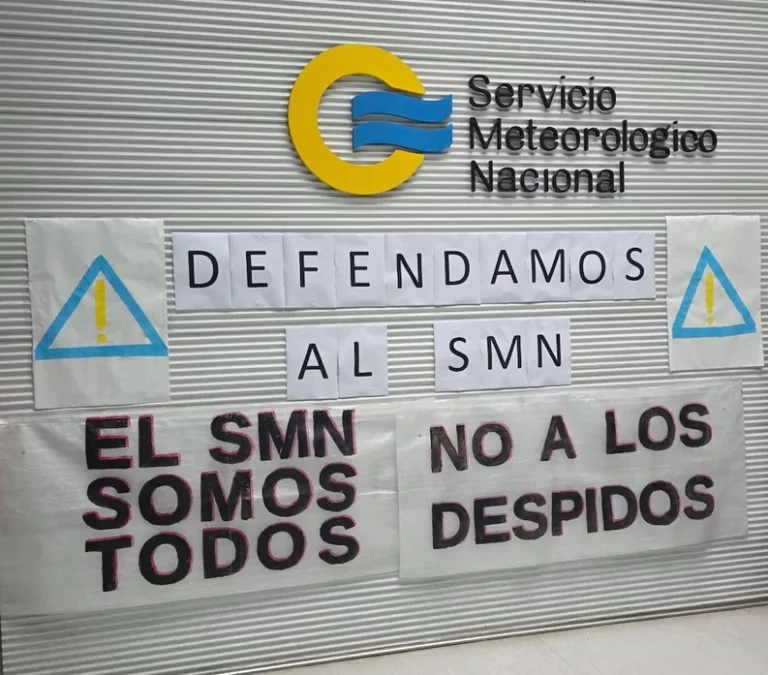 Servicio
Meteorologico
Nacional
DEFENDAMOS
AL SMN
EL SMN
SOMOS
TODOS
NO A LOS
DESPIDOS